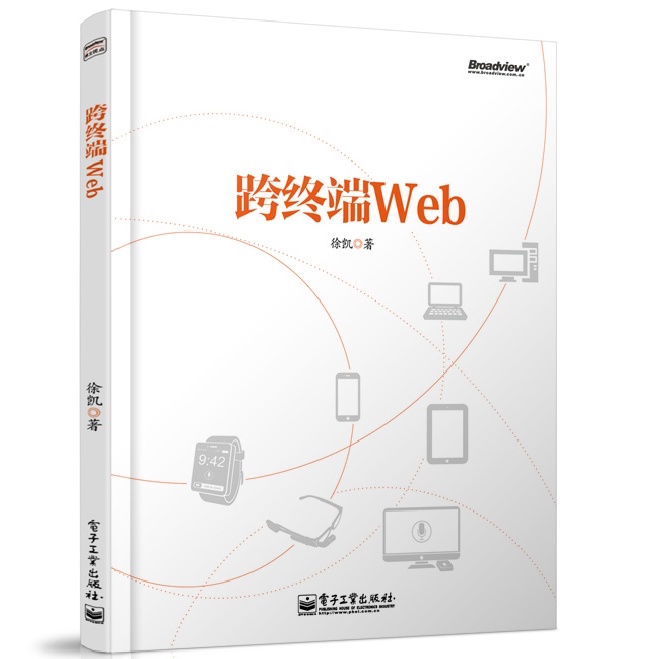 Broadview®
www.broadview.com.cn
跨终端Web
徐凯◎著
9:42
電子工業出版社
PUBLISHING HOUSE OF ELECTRONICS INDUSTRY
http://www.phei.com.cn
跨终端Web
徐凯◎著
電子工業出版社